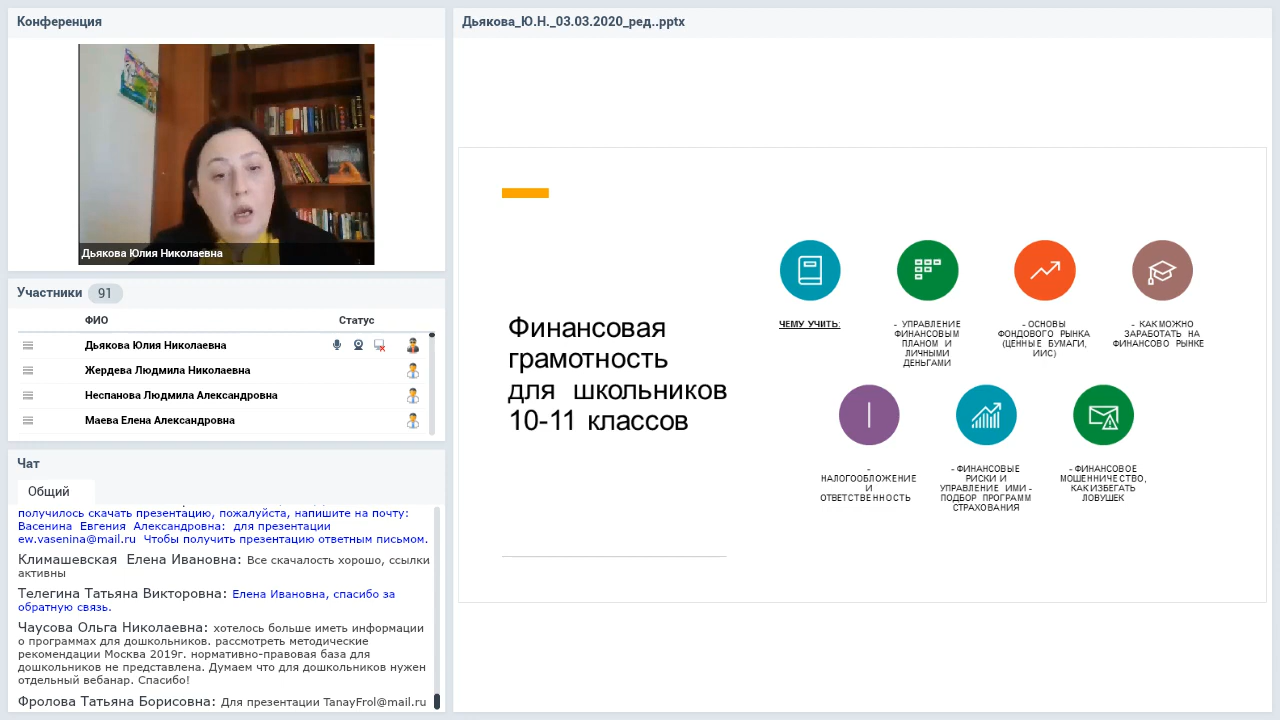 Конференция
Дьякова Юлия Николаевна
Участники 91
ФИО Статус
Дьякова Юлия Николаевна
Жердева Людмила Николаевна
Неспанова Людмила Александровна
Маева Елена Александровна
Чат
Общий
получилось скачать презентацию, пожалуйста, напишите на почту:
Васенина Евгения Александровна: для презентации
ew.vasenina@mail.ru Чтобы получить презентацию ответным письмом.
Климашевская Елена Ивановна: Все скачалость хорошо, ссылки
активны
Телегина Татьяна Викторовна: Елена Ивановна, спасибо за
обратную связь.
Чаусова Ольга Николаевна: хотелось больше иметь информации
о программах для дошкольников. рассмотреть методические
рекомендации Москва 2019г. нормативно-правовая база для
дошкольников не представлена. Думаем что для дошкольников нужен
отдельный вебанар. Спасибо!
Фролова Татьяна Борисовна: Для презентации TanayFrol@mail.ru
Дьякова_Ю.Н._03.03.2020_ред..pptx
Финансовая
грамотность
для школьников
10-11 классов
ЧЕМУ УЧИТЬ:
- УПРАВЛЕНИЕ
ФИНАНСОВЫМ
ПЛАНОМ И
ЛИЧНЫМИ
ДЕНЬГАМИ
- ОСНОВЫ
ФОНДОВОГО РЫНКА
(ЦЕННЫЕ БУМАГИ,
ИИС)
- КАК МОЖНО
ЗАРАБОТАТЬ НА
ФИНАНСОВО РЫНКЕ
-
НАЛОГООБЛОЖЕНИЕ
И
ОТВЕТСТВЕННОСТЬ
- ФИНАНСОВЫЕ
РИСКИ И
УПРАВЛЕНИЕ ИМИ -
ПОДБОР ПРОГРАММ
СТРАХОВАНИЯ
- ФИНАНСОВОЕ
МОШЕННИЧЕСТВО,
КАК ИЗБЕГАТЬ
ЛОВУШЕК